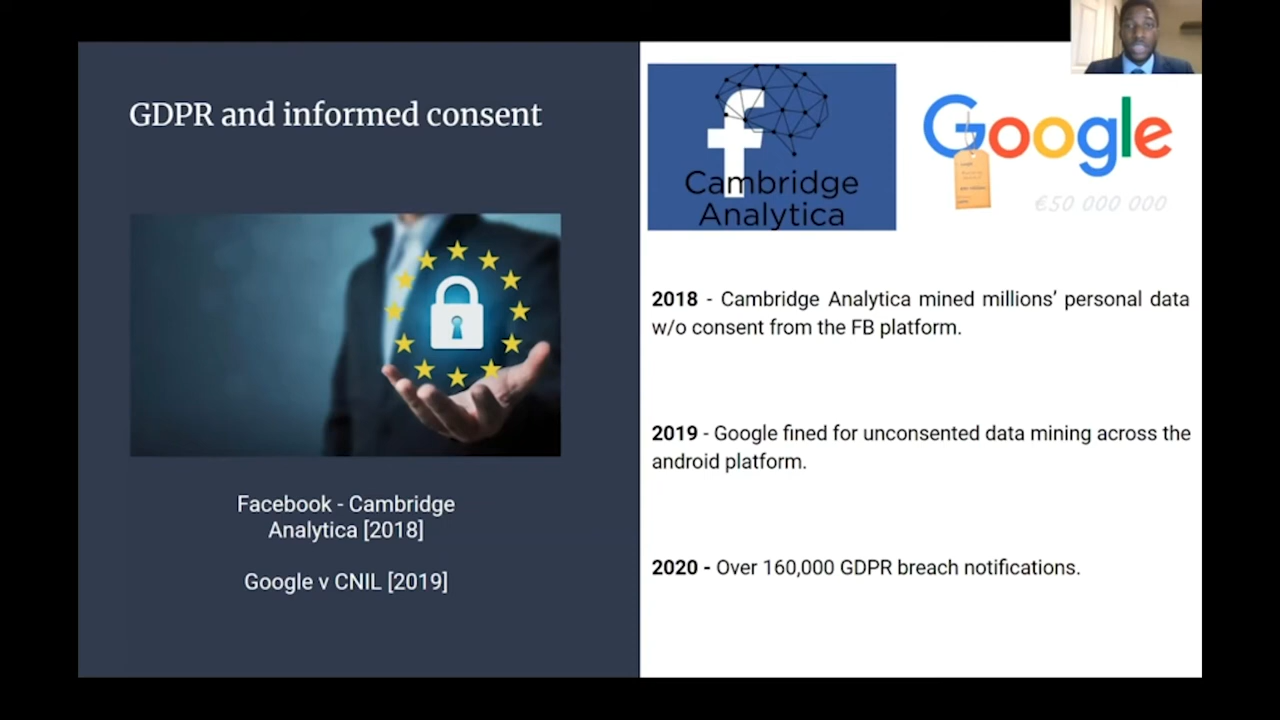 GDPR and informed consent
Facebook - Cambridge
Analytica [2018]
Google v CNIL [2019]
f
Cambridge
Analytica
Google
€50 000 000
2018 - Cambridge Analytica mined millions’ personal data
w/o consent from the FB platform.
2019 - Google fined for unconsented data mining across the
android platform.
2020 - Over 160,000 GDPR breach notifications.